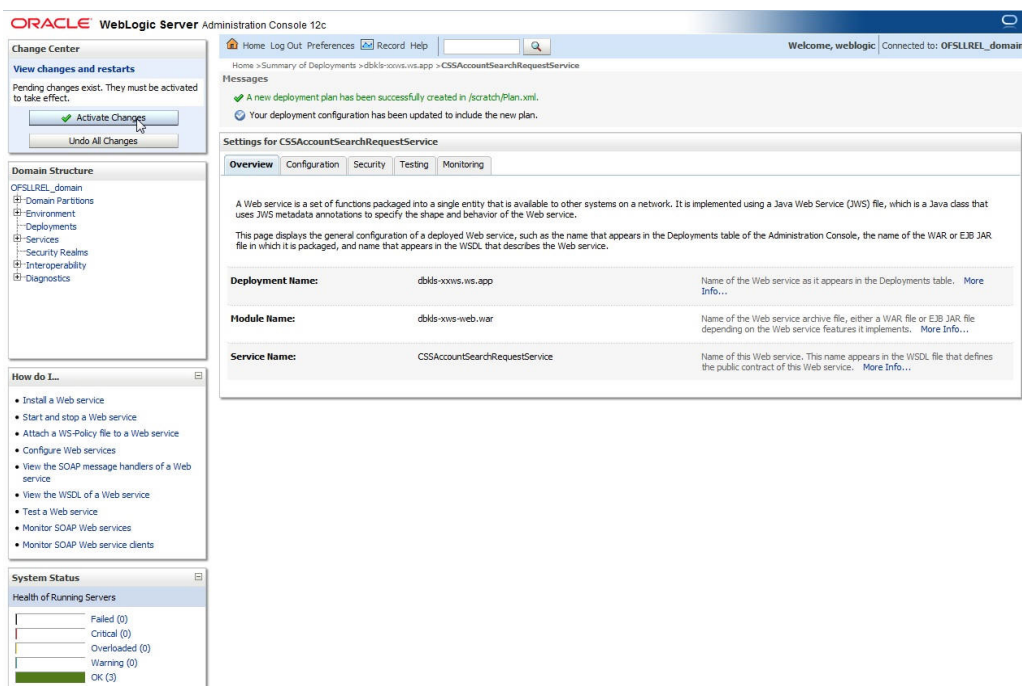 ORACLE WebLogic Server Administration Console 12c
Change Center
View changes and restarts
Pending changes exist. They must be activated
to take effect.
Activate Changes
Undo All Changes
Domain Structure
OFSLLREL_domain
Domain Partitions
Environment
Deployments
Services
Security Realms
Interoperability
Diagnostics
How do I...
Install a Web service
Start and stop a Web service
Attach a WS-Policy file to a Web service
Configure Web services
View the SOAP message handlers of a Web
service
View the WSDL of a Web service
Test a Web service
Monitor SOAP Web services
Monitor SOAP Web service clients
System Status
Health of Running Servers
Failed (0)
Critical (0)
Overloaded (0)
Warning (0)
OK (3)
Home Log Out Preferences Record Help
Welcome, weblogic Connected to: OFSLLREL_domain
Home >Summary of Deployments >dbkls-xxws.ws.app >CSSAccountSearchRequestService
Messages
A new deployment plan has been successfully created in /scratch/Plan.xml.
Your deployment configuration has been updated to include the new plan.
Settings for CSSAccountSearchRequestService
Overview Configuration Security Testing Monitoring
A Web service is a set of functions packaged into a single entity that is available to other systems on a network. It is implemented using a Java Web Service (JWS) file, which is a Java class that
uses JWS metadata annotations to specify the shape and behavior of the Web service.
This page displays the general configuration of a deployed Web service, such as the name that appears in the Deployments table of the Administration Console, the name of the WAR or EJB JAR
file in which it is packaged, and name that appears in the WSDL that describes the Web service.
Deployment Name: dbkls-xxws.ws.app Name of the Web service as it appears in the Deployments table. More
Info...
Module Name: dbkls-xws-web.war Name of the Web service archive file, either a WAR file or EJB JAR file
depending on the Web service features it implements. More Info...
Service Name: CSSAccountSearchRequestService Name of this Web service. This name appears in the WSDL file that defines
the public contract of this Web service. More Info...